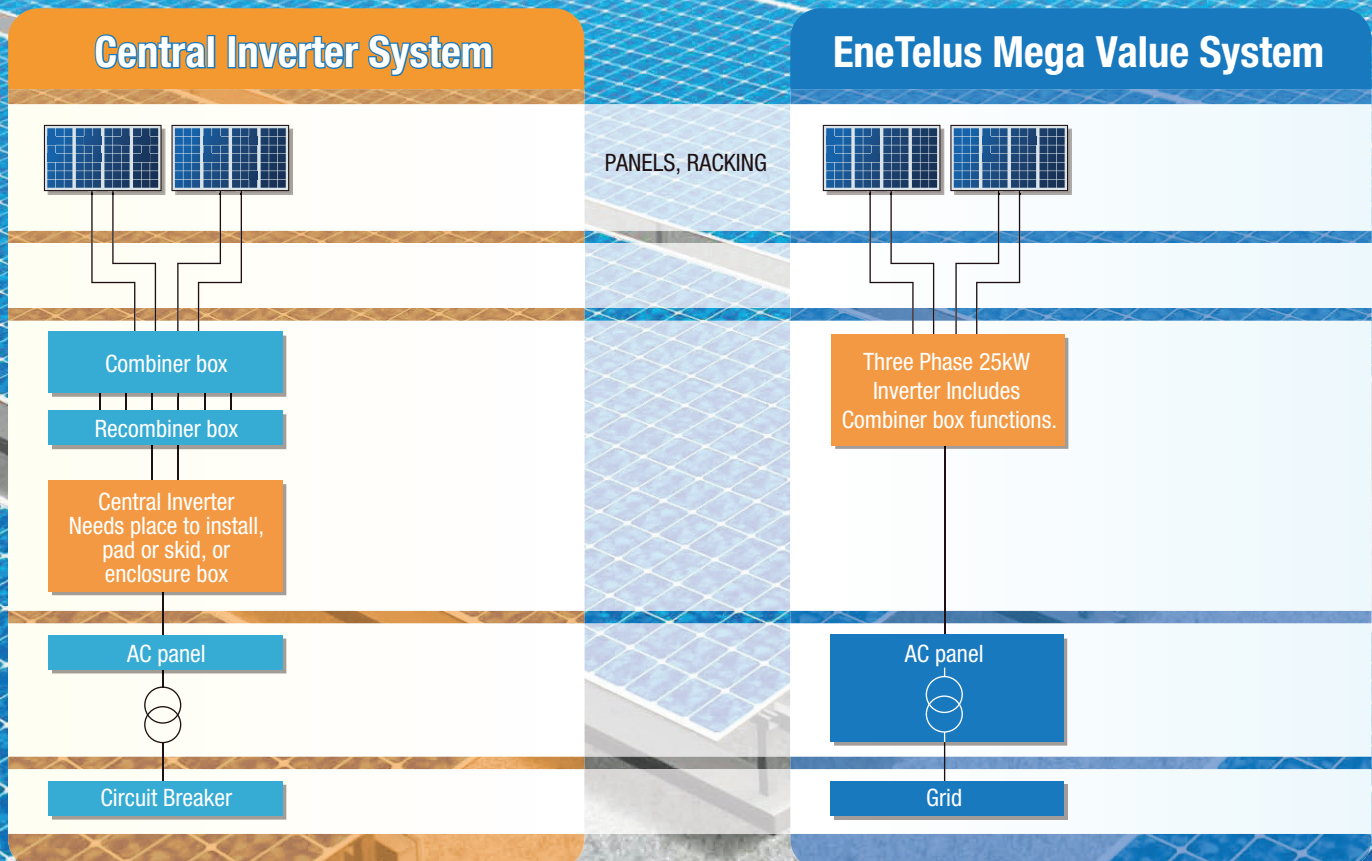 Central Inverter System
EneTelus Mega Value System
PANELS, RACKING
Combiner box
Recombiner box
Central Inverter
Needs place to install,
pad or skid, or
enclosure box
AC panel
Circuit Breaker
Three Phase 25kW
Inverter Includes
Combiner box functions.
AC panel
Grid